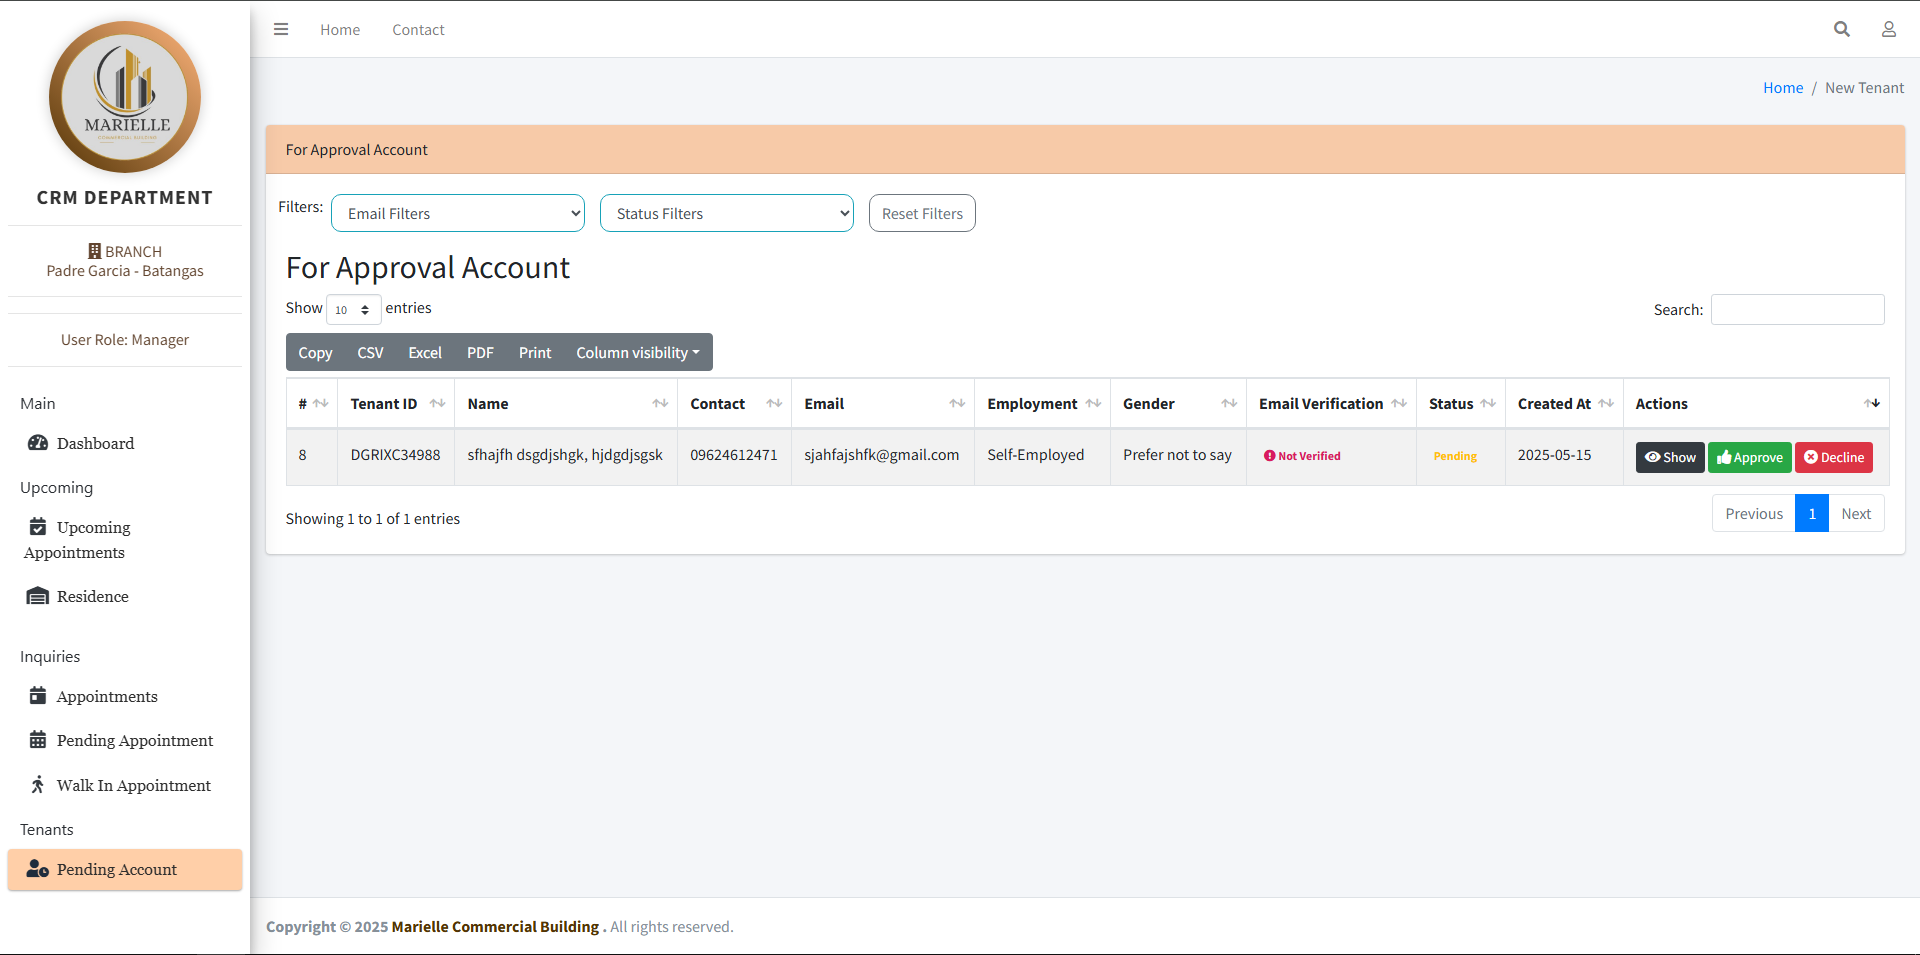 MARIELLE
COMMERCIAL BUILDING
CRM DEPARTMENT
BRANCH
Padre Garcia - Batangas
User Role: Manager
Main
Dashboard
Upcoming
Upcoming
Appointments
Residence
Inquiries
Appointments
Pending Appointment
Walk In Appointment
Tenants
Pending Account
Home Contact
Home / New Tenant
For Approval Account
Filters: Email Filters Status Filters Reset Filters
For Approval Account
Show 10 entries Search:
Copy CSV Excel PDF Print Column visibility
# Tenant ID Name Contact Email Employment Gender Email Verification Status Created At Actions
8 DGRIXC34988 sfhajfh dsgdjshgk, hjdgdjsgsk 09624612471 sjahfajshfk@gmail.com Self-Employed Prefer not to say Not Verified Pending 2025-05-15 Show Approve Decline
Showing 1 to 1 of 1 entries Previous 1 Next
Copyright © 2025 Marielle Commercial Building . All rights reserved.